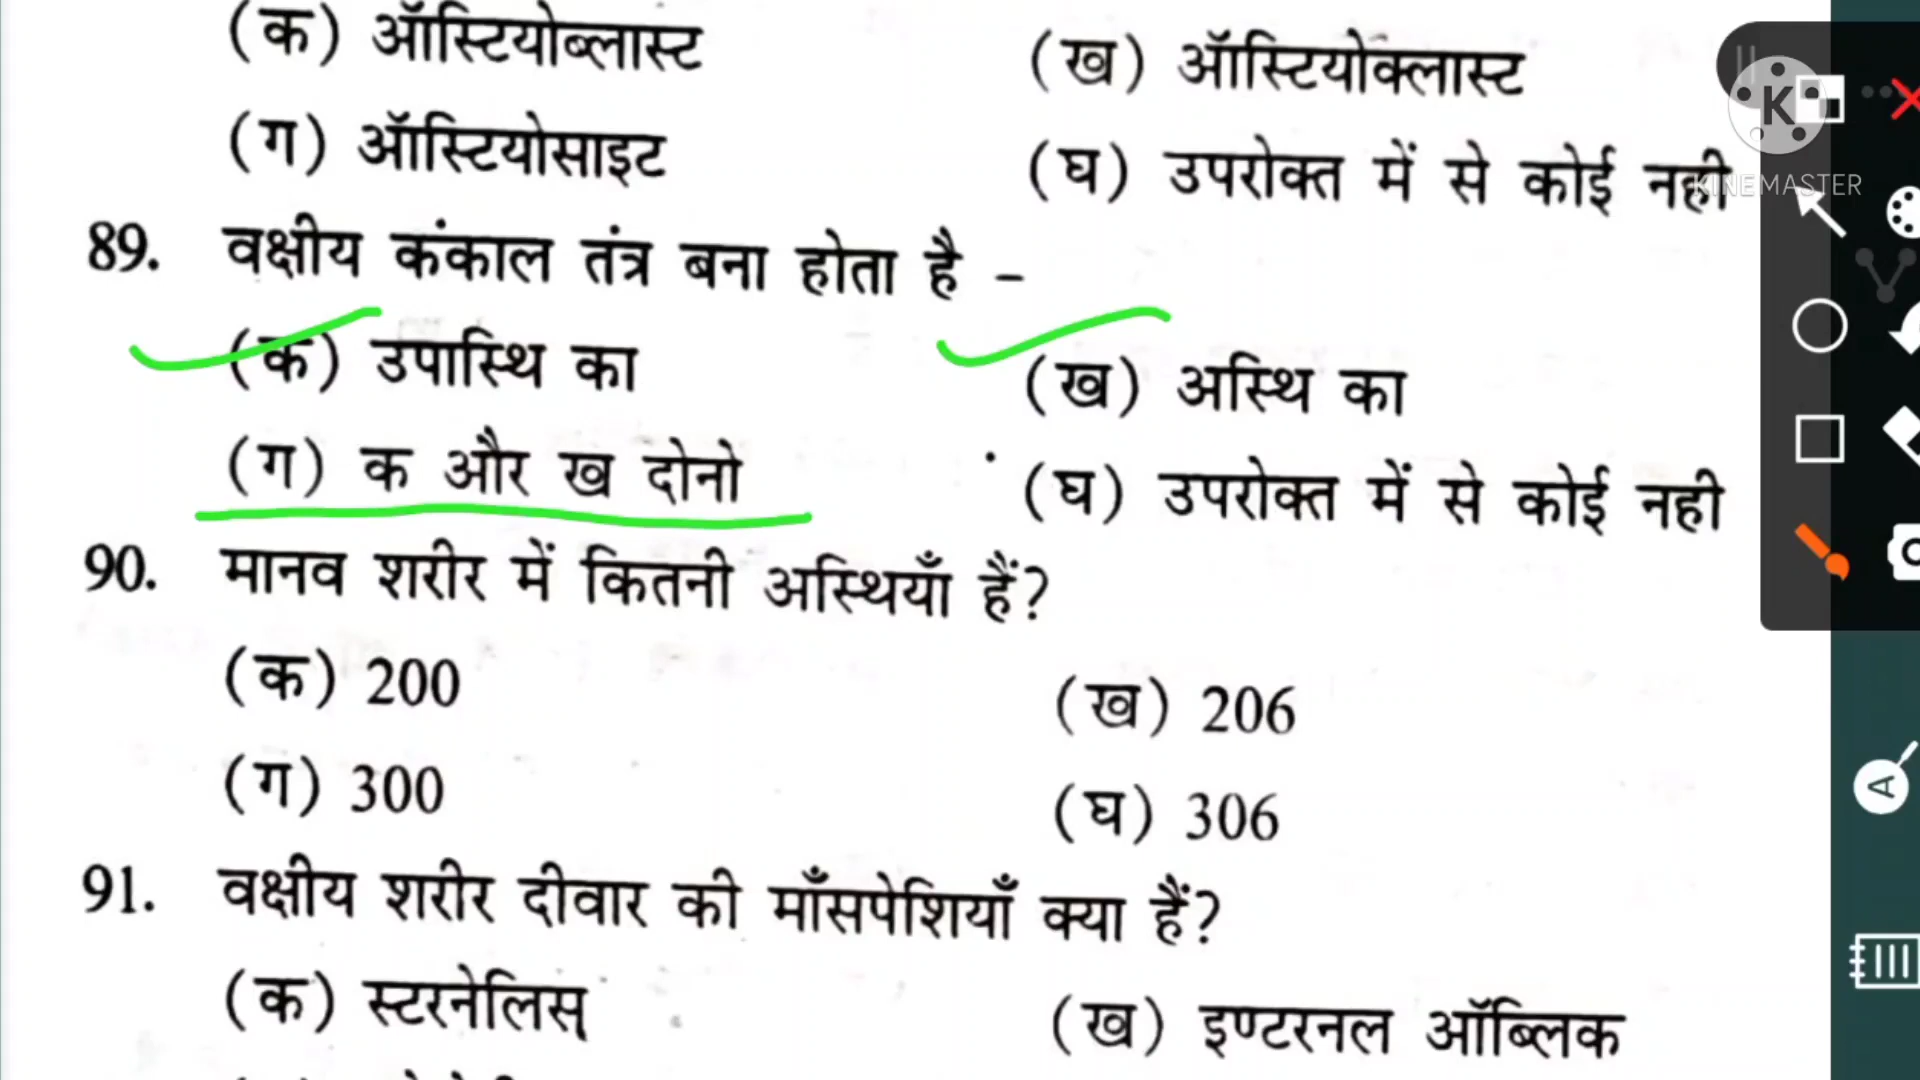 (क) ऑस्टियोब्लास्ट (ख) ऑस्टियोक्लास्ट
(ग) ऑस्टियोसाइट (घ) उपरोक्त में से कोई नही
KINEMASTER
89. वक्षीय कंकाल तंत्र बना होता है –
(क) उपास्थि का (ख) अस्थि का
(ग) क और ख दोनो (घ) उपरोक्त में से कोई नही
90. मानव शरीर में कितनी अस्थियाँ हैं?
(क) 200 (ख) 206
(ग) 300 (घ) 306
91. वक्षीय शरीर दीवार की माँसपेशियाँ क्या हैं?
(क) स्टरनेलिस् (ख) इण्टरनल ऑब्लिक